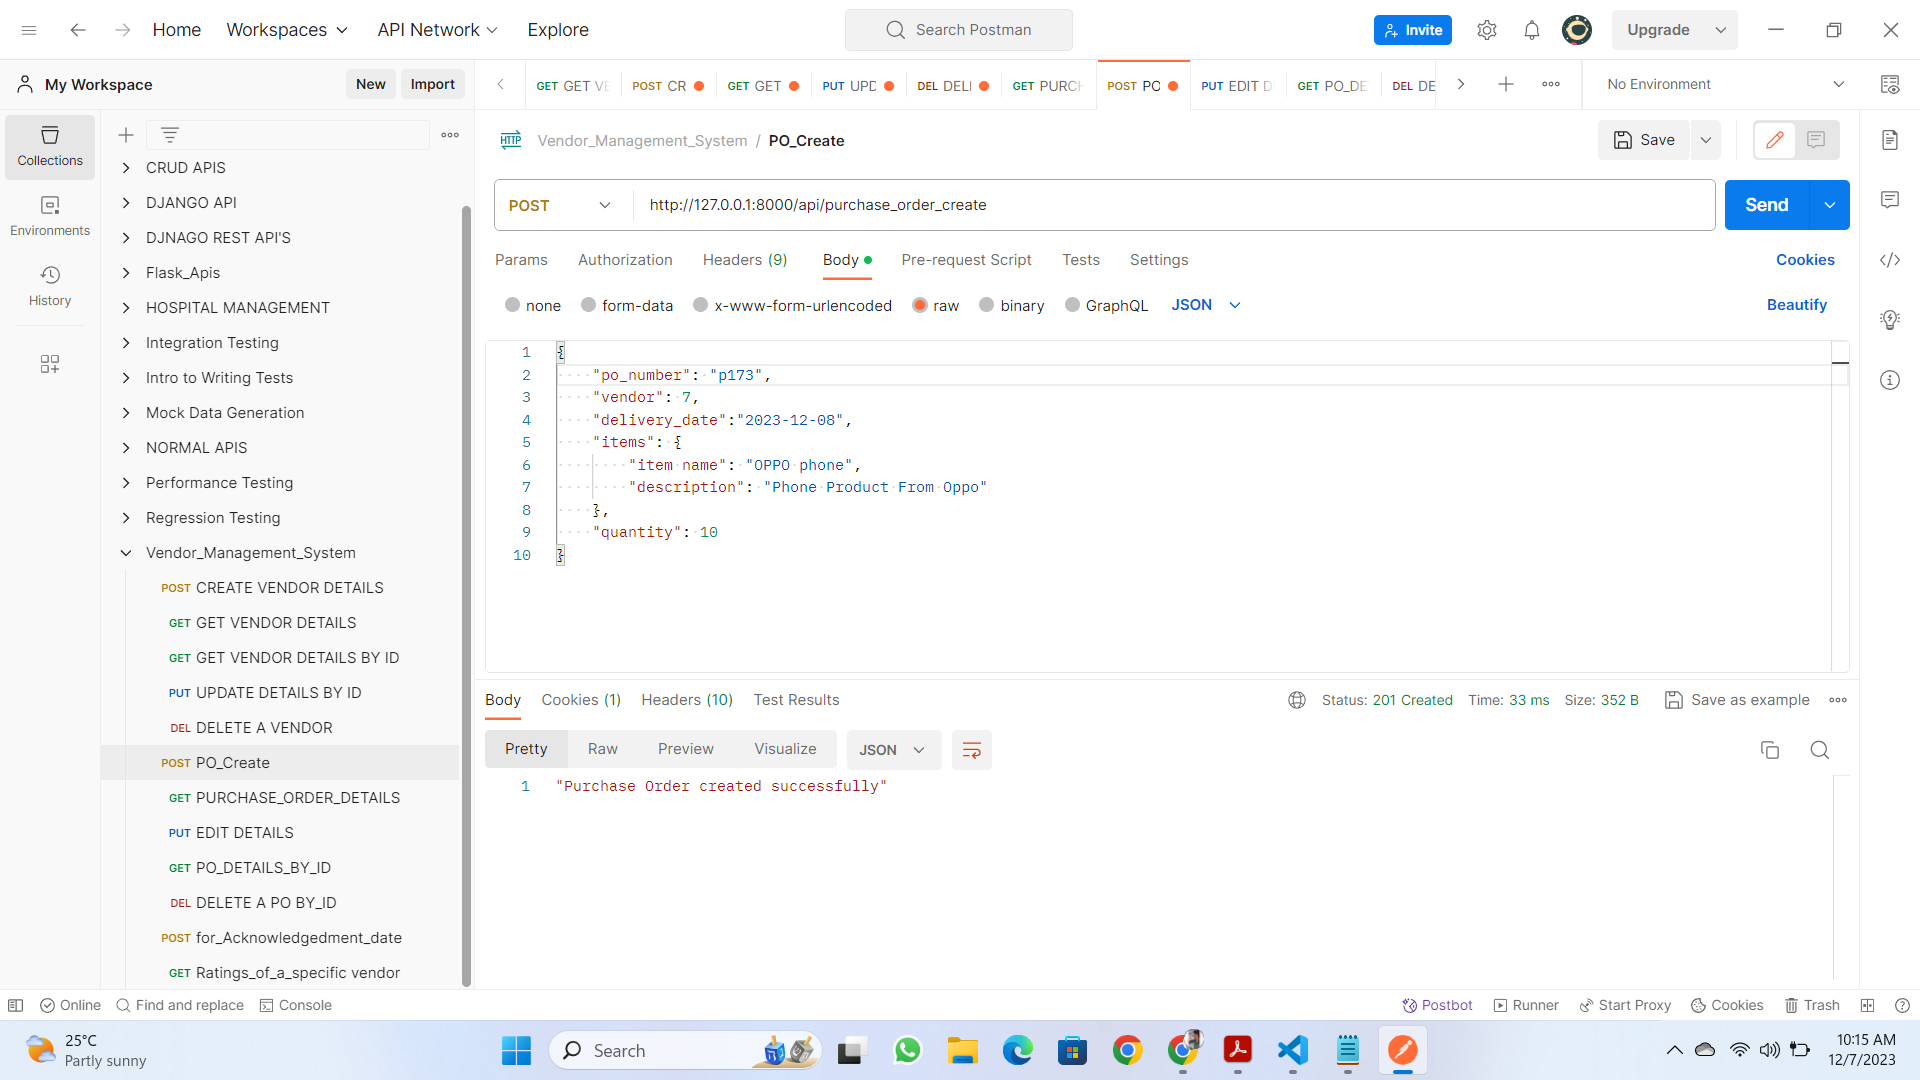 Home Workspaces API Network Explore Search Postman Invite Upgrade
My Workspace New Import
GET GET VE POST CR GET GET PUT UPD DEL DELI GET PURCH POST PO PUT EDIT D GET PO_DE DEL DE No Environment
Collections
Environments
History
CRUD APIS
DJANGO API
DJNAGO REST API'S
Flask_Apis
HOSPITAL MANAGEMENT
Integration Testing
Intro to Writing Tests
Mock Data Generation
NORMAL APIS
Performance Testing
Regression Testing
Vendor_Management_System
POST CREATE VENDOR DETAILS
GET GET VENDOR DETAILS
GET GET VENDOR DETAILS BY ID
PUT UPDATE DETAILS BY ID
DEL DELETE A VENDOR
POST PO_Create
GET PURCHASE_ORDER_DETAILS
PUT EDIT DETAILS
GET PO_DETAILS_BY_ID
DEL DELETE A PO BY_ID
POST for_Acknowledgedment_date
GET Ratings_of_a_specific vendor
HTTP Vendor_Management_System / PO_Create Save
POST http://127.0.0.1:8000/api/purchase_order_create Send
Params Authorization Headers (9) Body Pre-request Script Tests Settings Cookies
none form-data x-www-form-urlencoded raw binary GraphQL JSON Beautify
1 {
2 "po_number": "p173",
3 "vendor": 7,
4 "delivery_date":"2023-12-08",
5 "items": {
6 "item name": "OPPO phone",
7 "description": "Phone Product From Oppo"
8 },
9 "quantity": 10
10 }
Body Cookies (1) Headers (10) Test Results Status: 201 Created Time: 33 ms Size: 352 B Save as example
Pretty Raw Preview Visualize JSON
1 "Purchase Order created successfully"
Online Find and replace Console Postbot Runner Start Proxy Cookies Trash
25°C
Partly sunny
Search
10:15 AM
12/7/2023